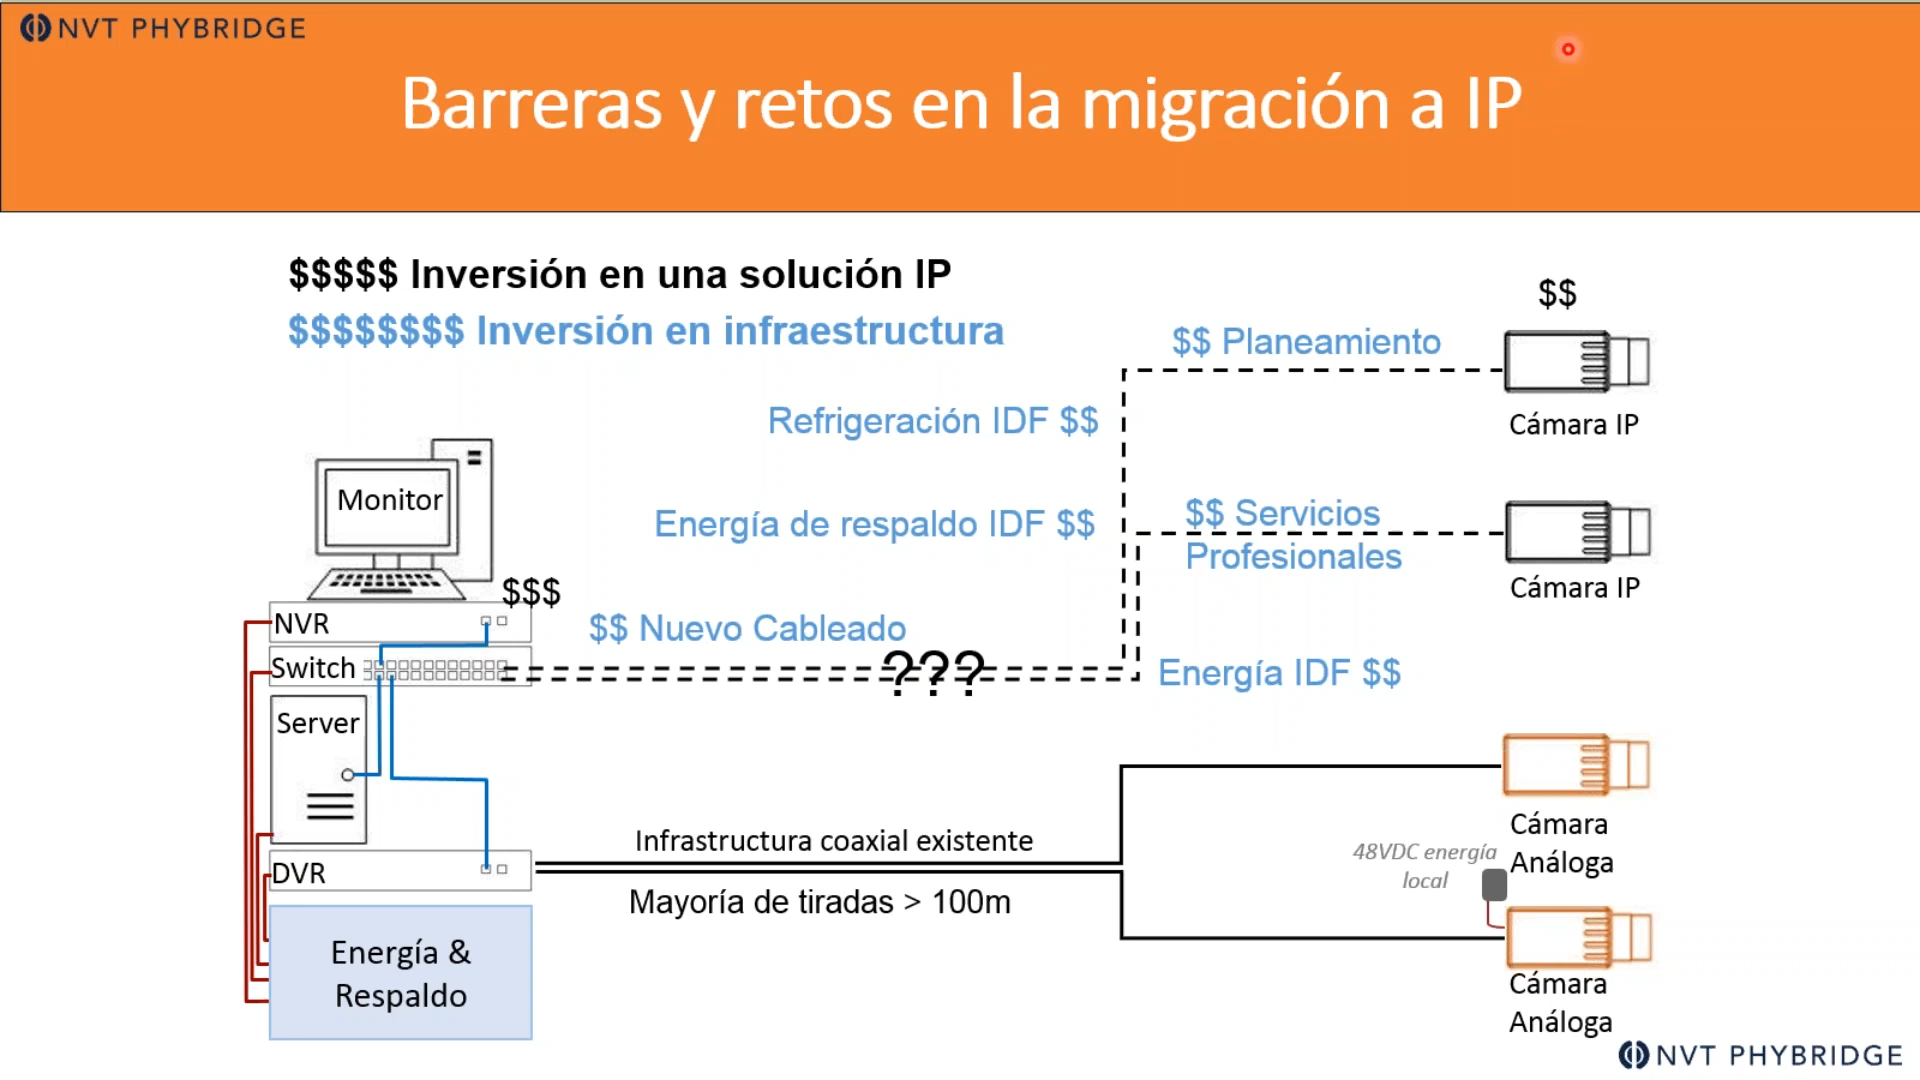 NVT PHYBRIDGE
Barreras y retos en la migración a IP
$$$$$ Inversión en una solución IP
$$$$$$$$ Inversión en infraestructura
$$
$$ Planeamiento
Cámara IP
Refrigeración IDF $$
Monitor
Energía de respaldo IDF $$
$$ Servicios
Profesionales
Cámara IP
$$$
NVR
$$ Nuevo Cableado
Switch
???
Energía IDF $$
Server
Infrastructura coaxial existente
Cámara
Análoga
48VDC energía
local
DVR
Mayoría de tiradas > 100m
Energía &
Respaldo
Cámara
Análoga
NVT PHYBRIDGE